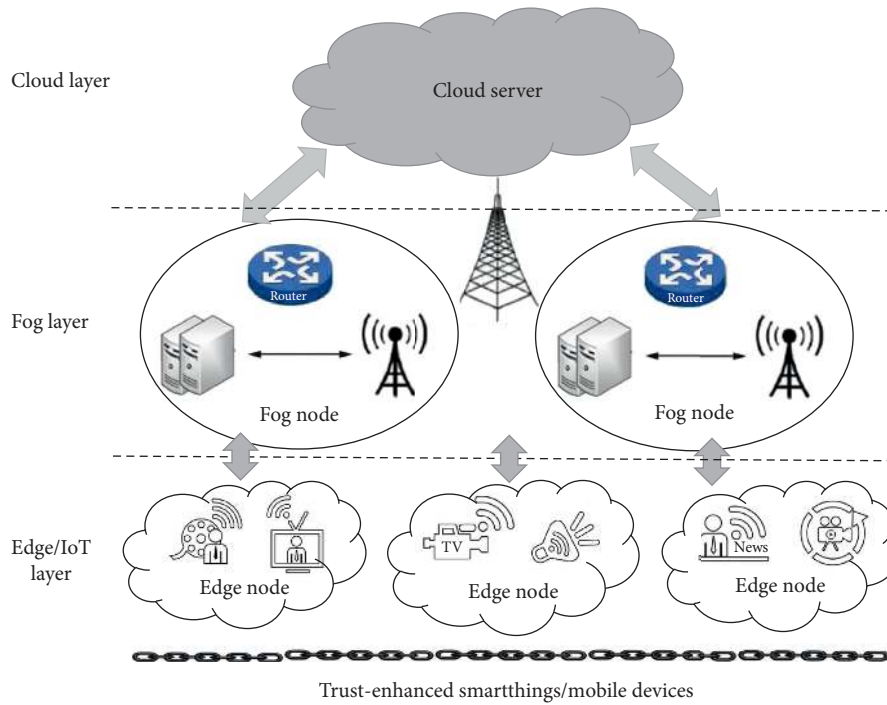 Cloud layer
Cloud server
Fog layer
Router
Fog node
Router
Fog node
Edge/IoT
layer
Edge node
TV
Edge node
News
Edge node
Trust-enhanced smartthings/mobile devices